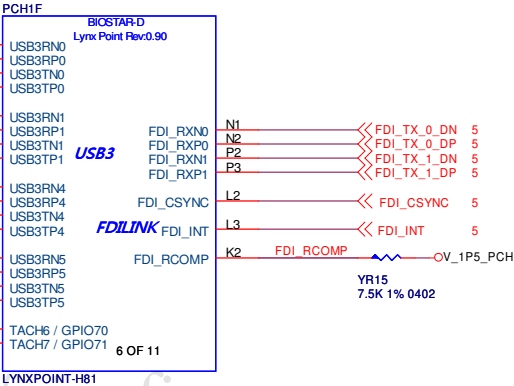 PCH1F
BIOSTAR-D
Lynx Point Rev:0.90
USB3RN0
USB3RP0
USB3TN0
USB3TP0
USB3RN1
USB3RP1
USB3TN1
USB3TP1
USB3
USB3RN4
USB3RP4
USB3TN4
USB3TP4
FDILINK
USB3RN5
USB3RP5
USB3TN5
USB3TP5
TACH6 / GPIO70
TACH7 / GPIO71
6 OF 11
LYNXPOINT-H81
FDI_RXN0 N1 FDI_TX_0_DN 5
FDI_RXP0 N2 FDI_TX_0_DP 5
FDI_RXN1 P2 FDI_TX_1_DN 5
FDI_RXP1 P3 FDI_TX_1_DP 5
FDI_CSYNC L2 FDI_CSYNC 5
FDI_INT L3 FDI_INT 5
FDI_RCOMP K2 FDI_RCOMP V_1P5_PCH
YR15
7.5K 1% 0402